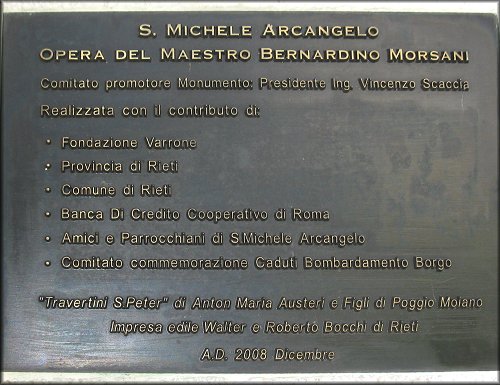 S. MICHELE ARCANGELO
OPERA DEL MAESTRO BERNARDINO MORSANI
Comitato promotore Monumento: Presidente Ing. Vincenzo Scaccia
Realizzata con il contributo di:
• Fondazione Varrone
• Provincia di Rieti
• Comune di Rieti
• Banca Di Credito Cooperativo di Roma
• Amici e Parrocchiani di S.Michele Arcangelo
• Comitato commemorazione Caduti Bombardamento Borgo
"Travertini S.Peter" di Anton Maria Austeri e Figli di Poggio Moiano
Impresa edile Walter e Roberto Bocchi di Rieti
A.D. 2008 Dicembre